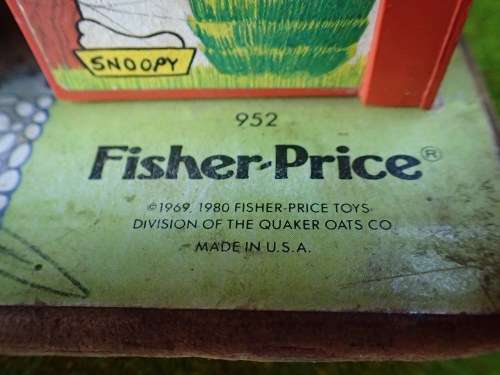 SNOOPY
952
Fisher-Price®
©1969, 1980 FISHER-PRICE TOYS
DIVISION OF THE QUAKER OATS CO.
MADE IN U.S.A.